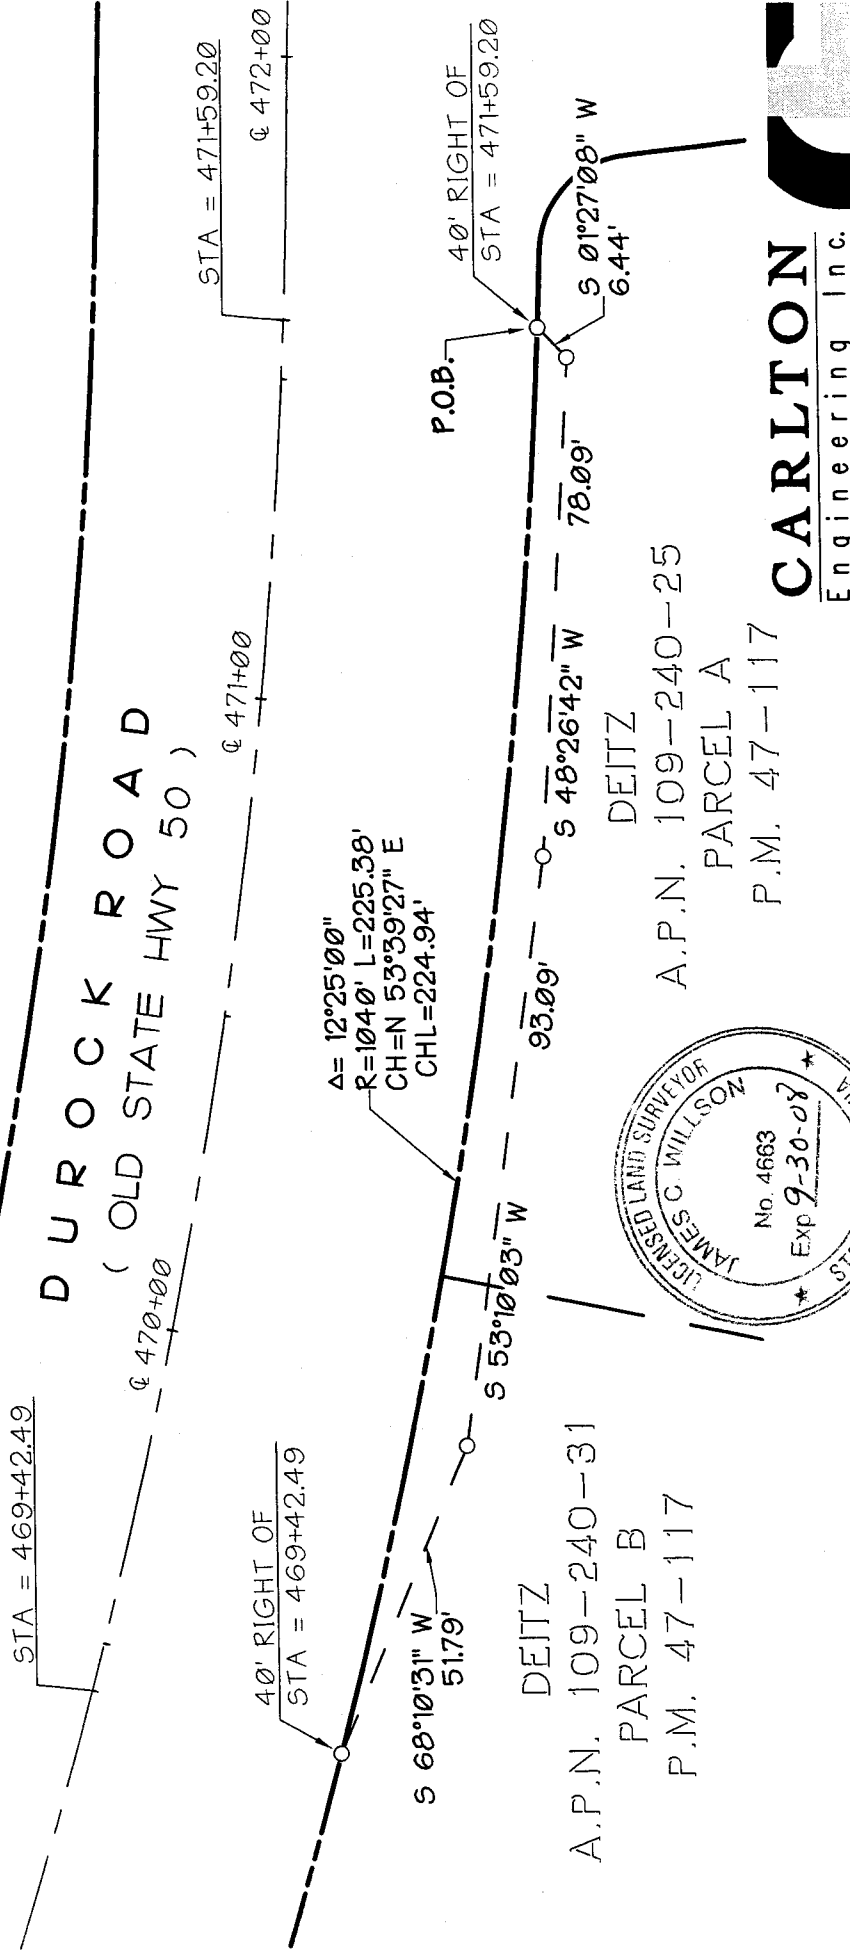 STA = 469+42.49
℄ 470+00
DUROCK ROAD
( OLD STATE HWY 50 )
℄ 471+00
STA = 471+59.20
℄ 472+00
40' RIGHT OF
STA = 469+42.49
Δ= 12°25'00"
R=1040' L=225.38'
CH=N 53°39'27" E
CHL=224.94'
P.O.B.
40' RIGHT OF
STA = 471+59.20
S 01°27'08" W
6.44'
S 68°10'31" W
51.79'
S 53°10'03" W
93.09'
S 48°26'42" W
78.09'
DEITZ
A.P.N. 109-240-31
PARCEL B
P.M. 47-117
DEITZ
A.P.N. 109-240-25
PARCEL A
P.M. 47-117
LICENSED LAND SURVEYOR
JAMES C. WILLSON
No. 4663
Exp 9-30-08
CARLTON
Engineering Inc.